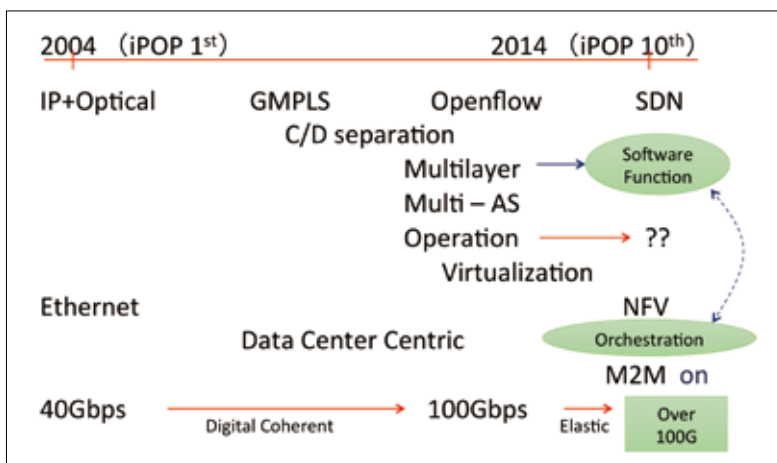 2004 (iPOP 1st) 2014 (iPOP 10th)
IP+Optical GMPLS Openflow SDN
C/D separation
Multilayer
Software
Function
Multi – AS
Operation ??
Virtualization
Ethernet NFV
Data Center Centric Orchestration
M2M on
40Gbps Digital Coherent 100Gbps Elastic Over
100G